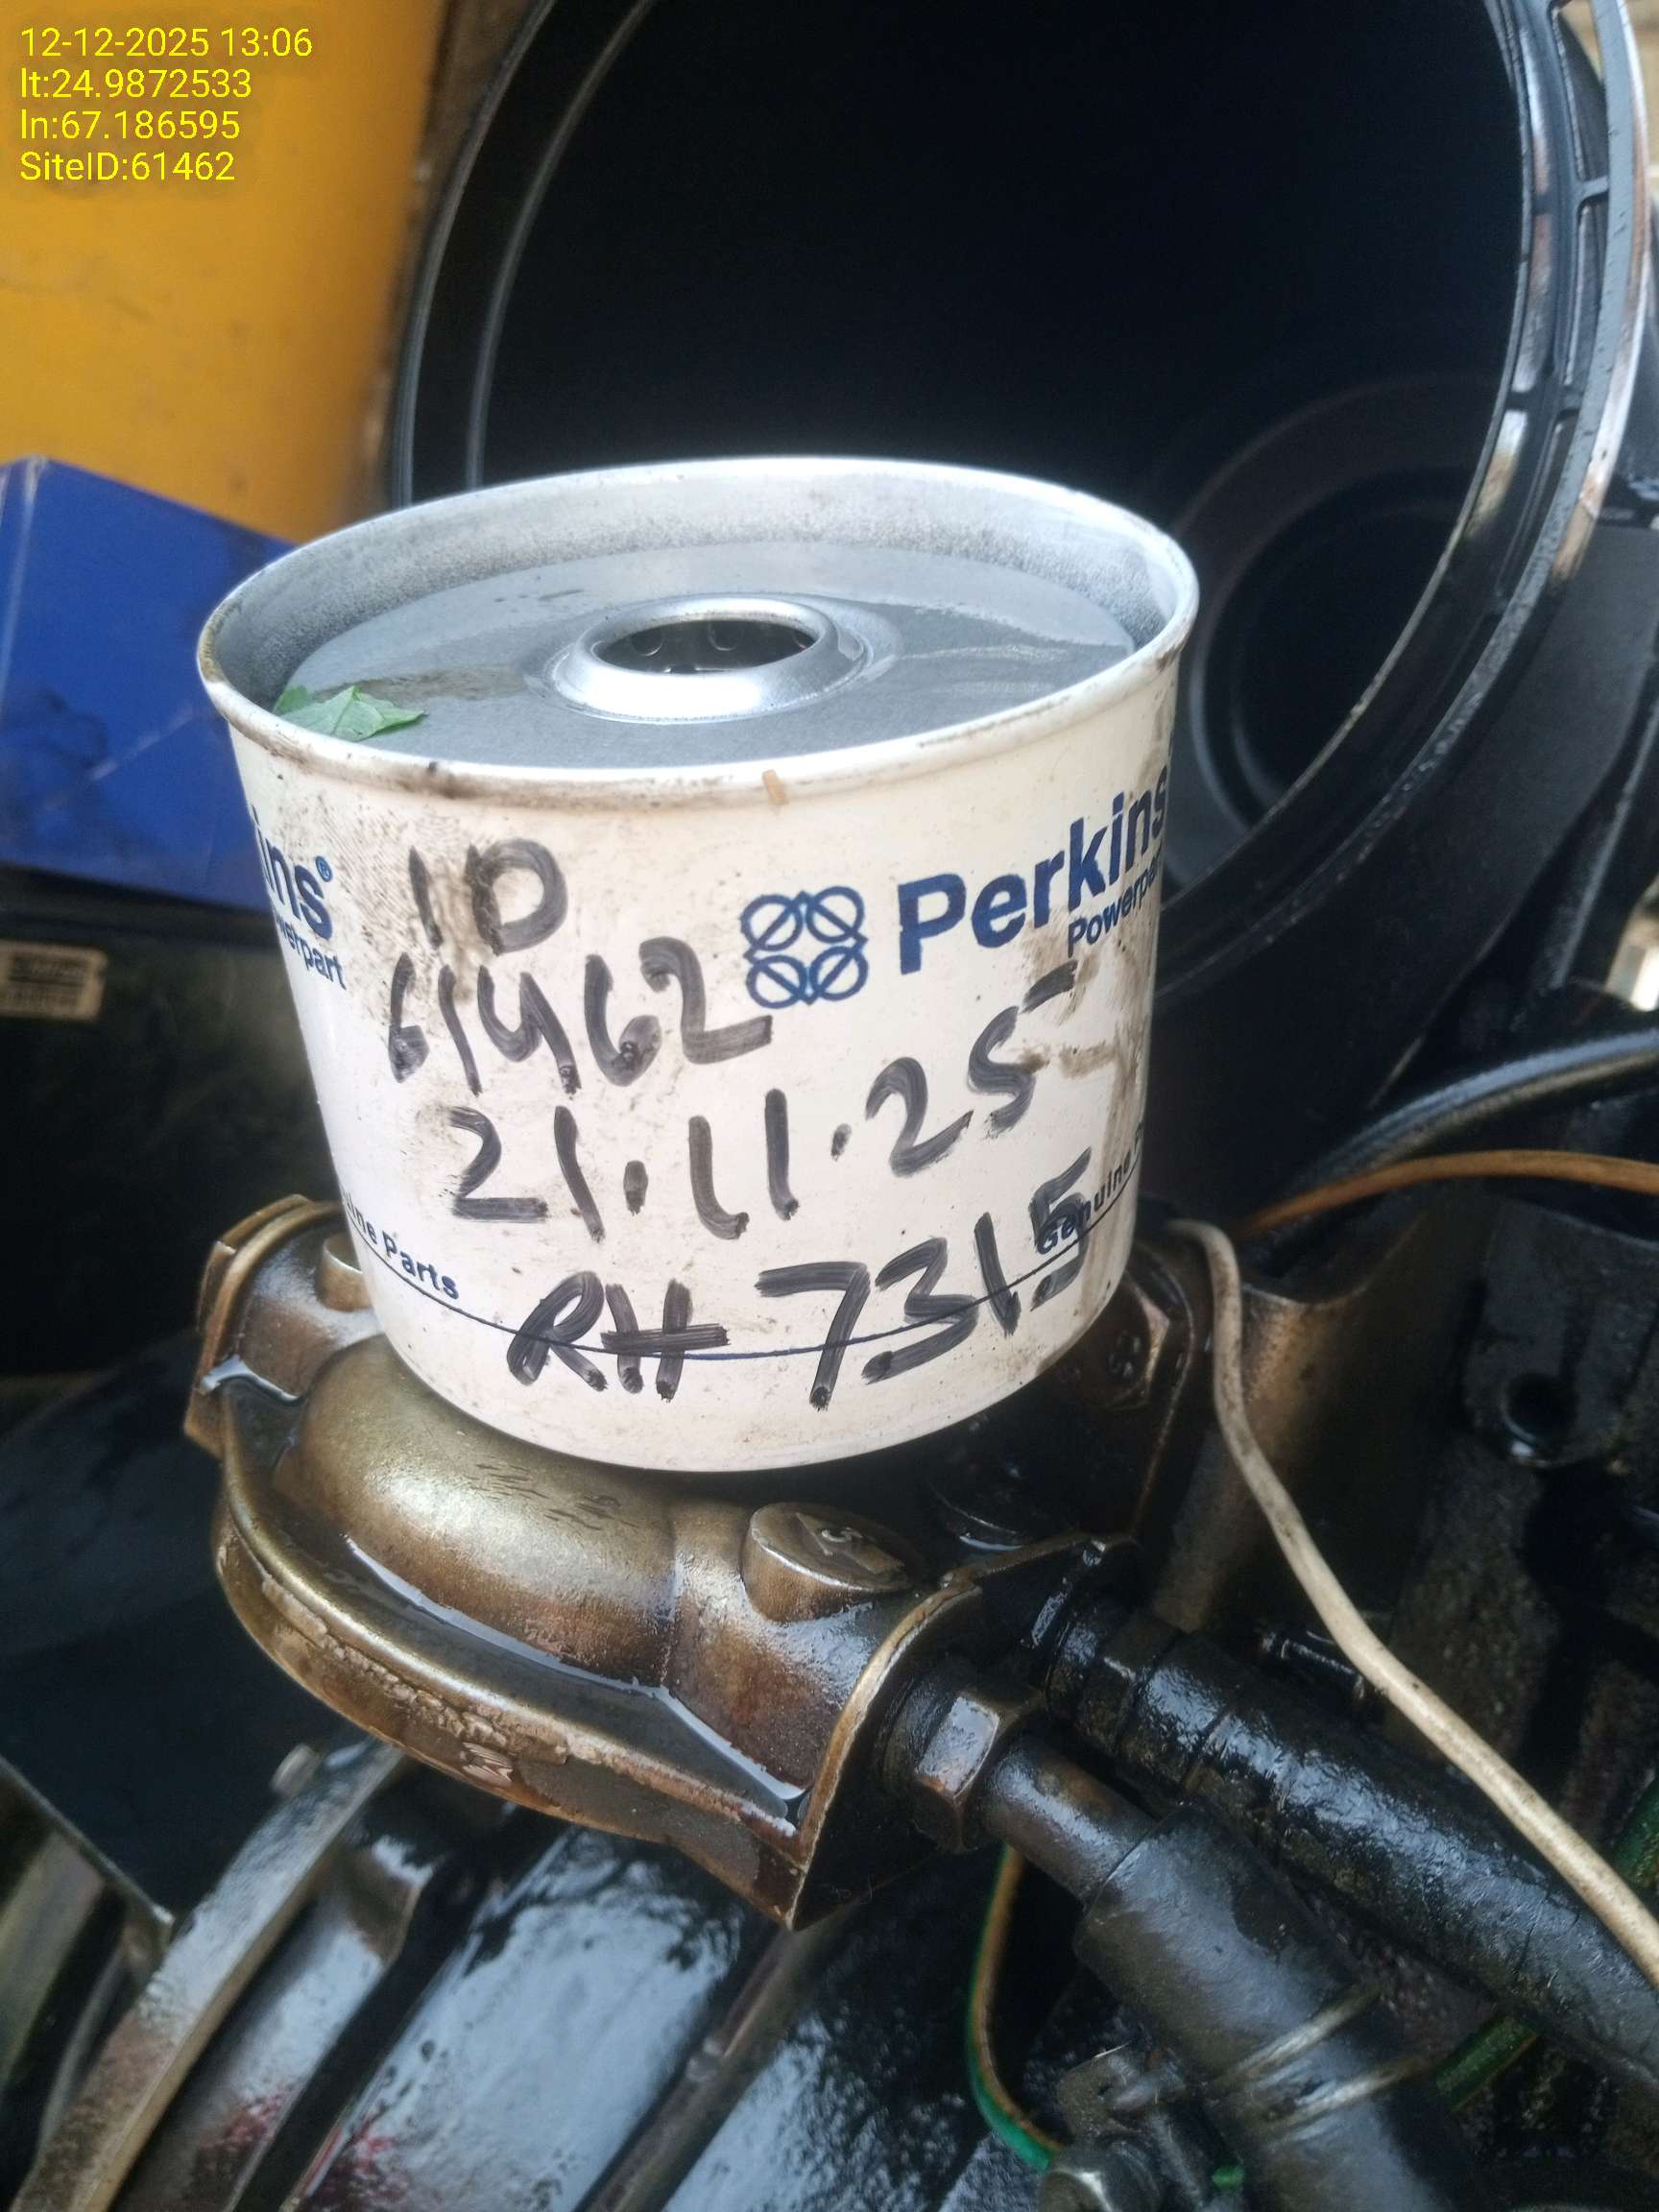 12-12-2025 13:06
lt:24.9872533
ln:67.186595
SiteID:61462
Perkins
Powerpart
ID
61462
21.11.25
RH 7315
ine Parts
Genuine